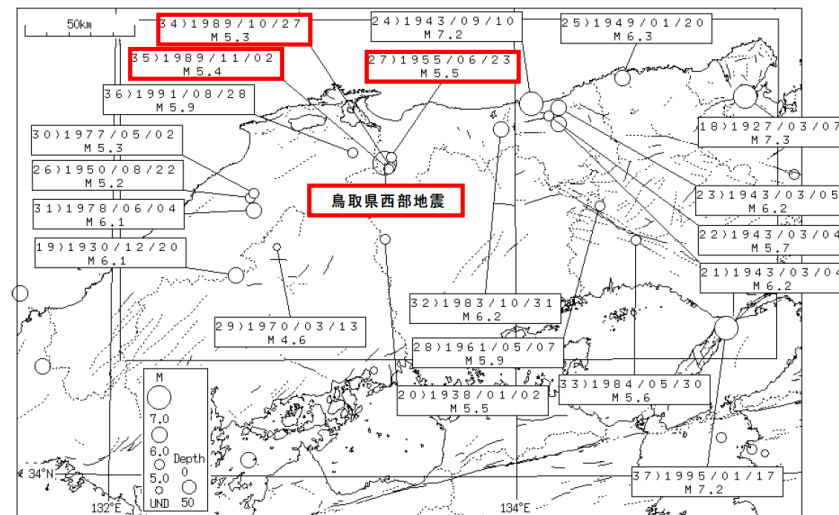 50km
34)1989/10/27
M5.3
24)1943/09/10
M7.2
25)1949/01/20
M6.3
35)1989/11/02
M5.4
27)1955/06/23
M5.5
36)1991/08/28
M5.9
30)1977/05/02
M5.3
18)1927/03/07
M7.3
26)1950/08/22
M5.2
鳥取県西部地震
23)1943/03/05
M6.2
31)1978/06/04
M6.1
22)1943/03/04
M5.7
19)1930/12/20
M6.1
21)1943/03/04
M6.2
32)1983/10/31
M6.2
29)1970/03/13
M4.6
28)1961/05/07
M5.9
33)1984/05/30
M5.6
20)1938/01/02
M5.5
M
7.0
6.0
Depth
0
5.0
UND
50
37)1995/01/17
M7.2
34°N
132°E
134°E